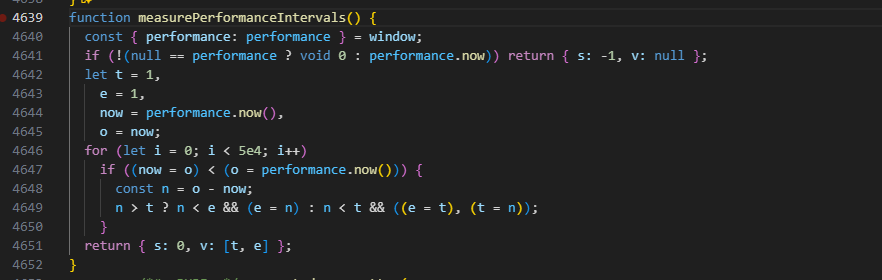 4639 function measurePerformanceIntervals() {
4640 const { performance: performance } = window;
4641 if (!(null == performance ? void 0 : performance.now)) return { s: -1, v: null };
4642 let t = 1,
4643 e = 1,
4644 now = performance.now(),
4645 o = now;
4646 for (let i = 0; i < 5e4; i++)
4647 if ((now = o) < (o = performance.now())) {
4648 const n = o - now;
4649 n > t ? n < e && (e = n) : n < t && ((e = t), (t = n));
4650 }
4651 return { s: 0, v: [t, e] };
4652 }